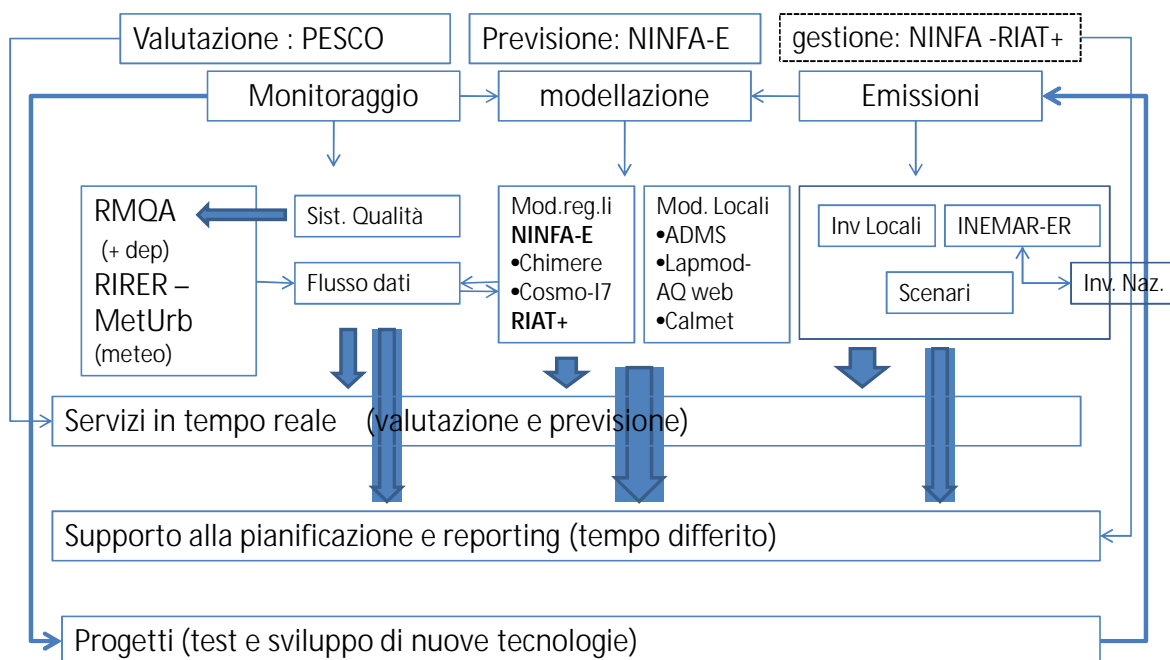 Valutazione : PESCO
Previsione: NINFA-E
gestione: NINFA -RIAT+
Monitoraggio
modellazione
Emissioni
RMQA
(+ dep)
RIRER –
MetUrb
(meteo)
Sist. Qualità
Flusso dati
Mod.reg.li
NINFA-E
•Chimere
•Cosmo-I7
RIAT+
Mod. Locali
•ADMS
•Lapmod-
AQ web
•Calmet
Inv Locali
INEMAR-ER
Scenari
Inv. Naz.
Servizi in tempo reale (valutazione e previsione)
Supporto alla pianificazione e reporting (tempo differito)
Progetti (test e sviluppo di nuove tecnologie)